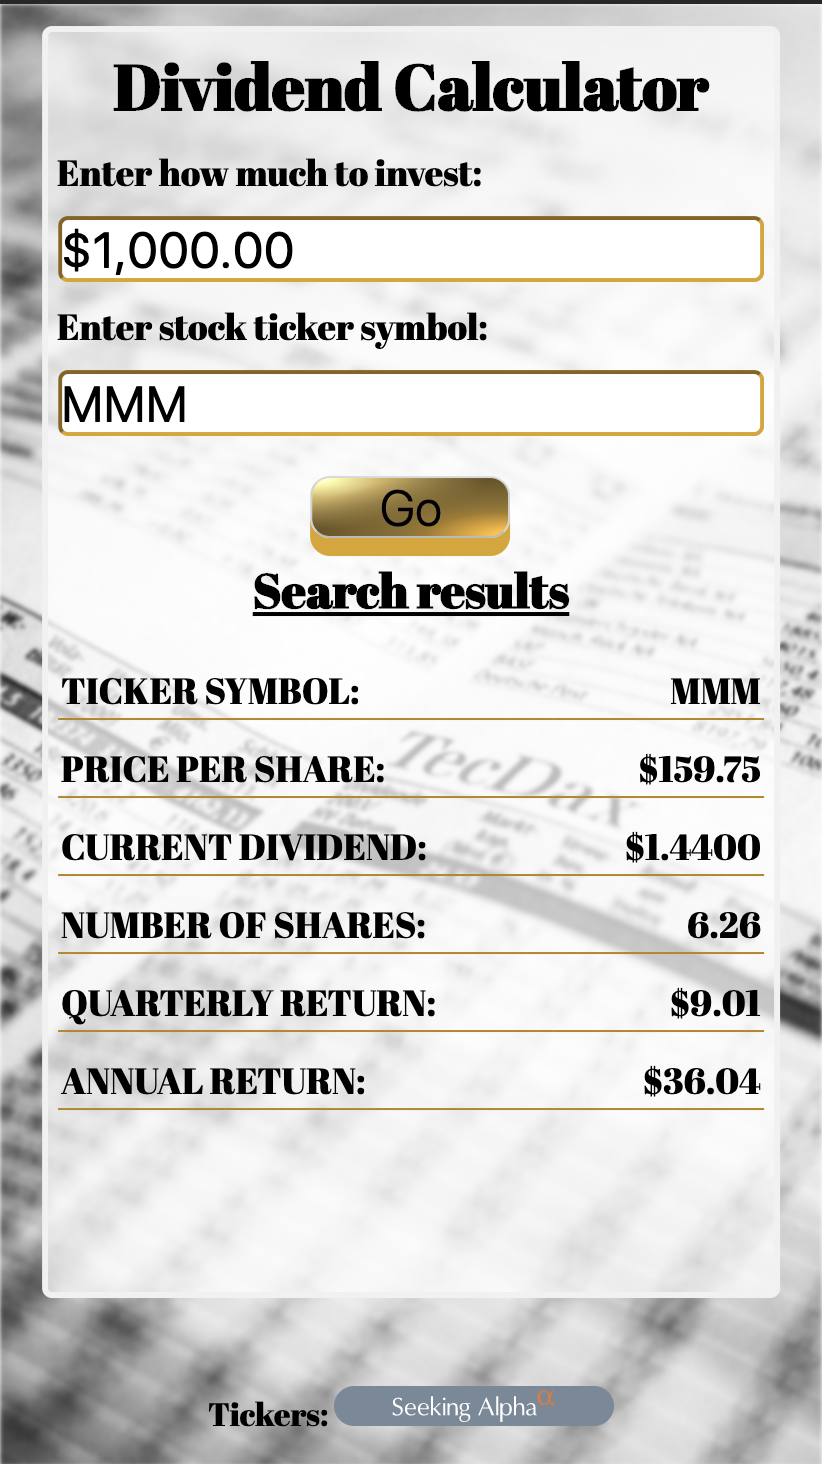 Dividend Calculator
Enter how much to invest:
$1,000.00
Enter stock ticker symbol:
MMM
Go
Search results
TICKER SYMBOL: MMM
PRICE PER SHARE: $159.75
TecDax
CURRENT DIVIDEND: $1.4400
NUMBER OF SHARES: 6.26
QUARTERLY RETURN: $9.01
ANNUAL RETURN: $36.04
Tickers: Seeking Alphaα